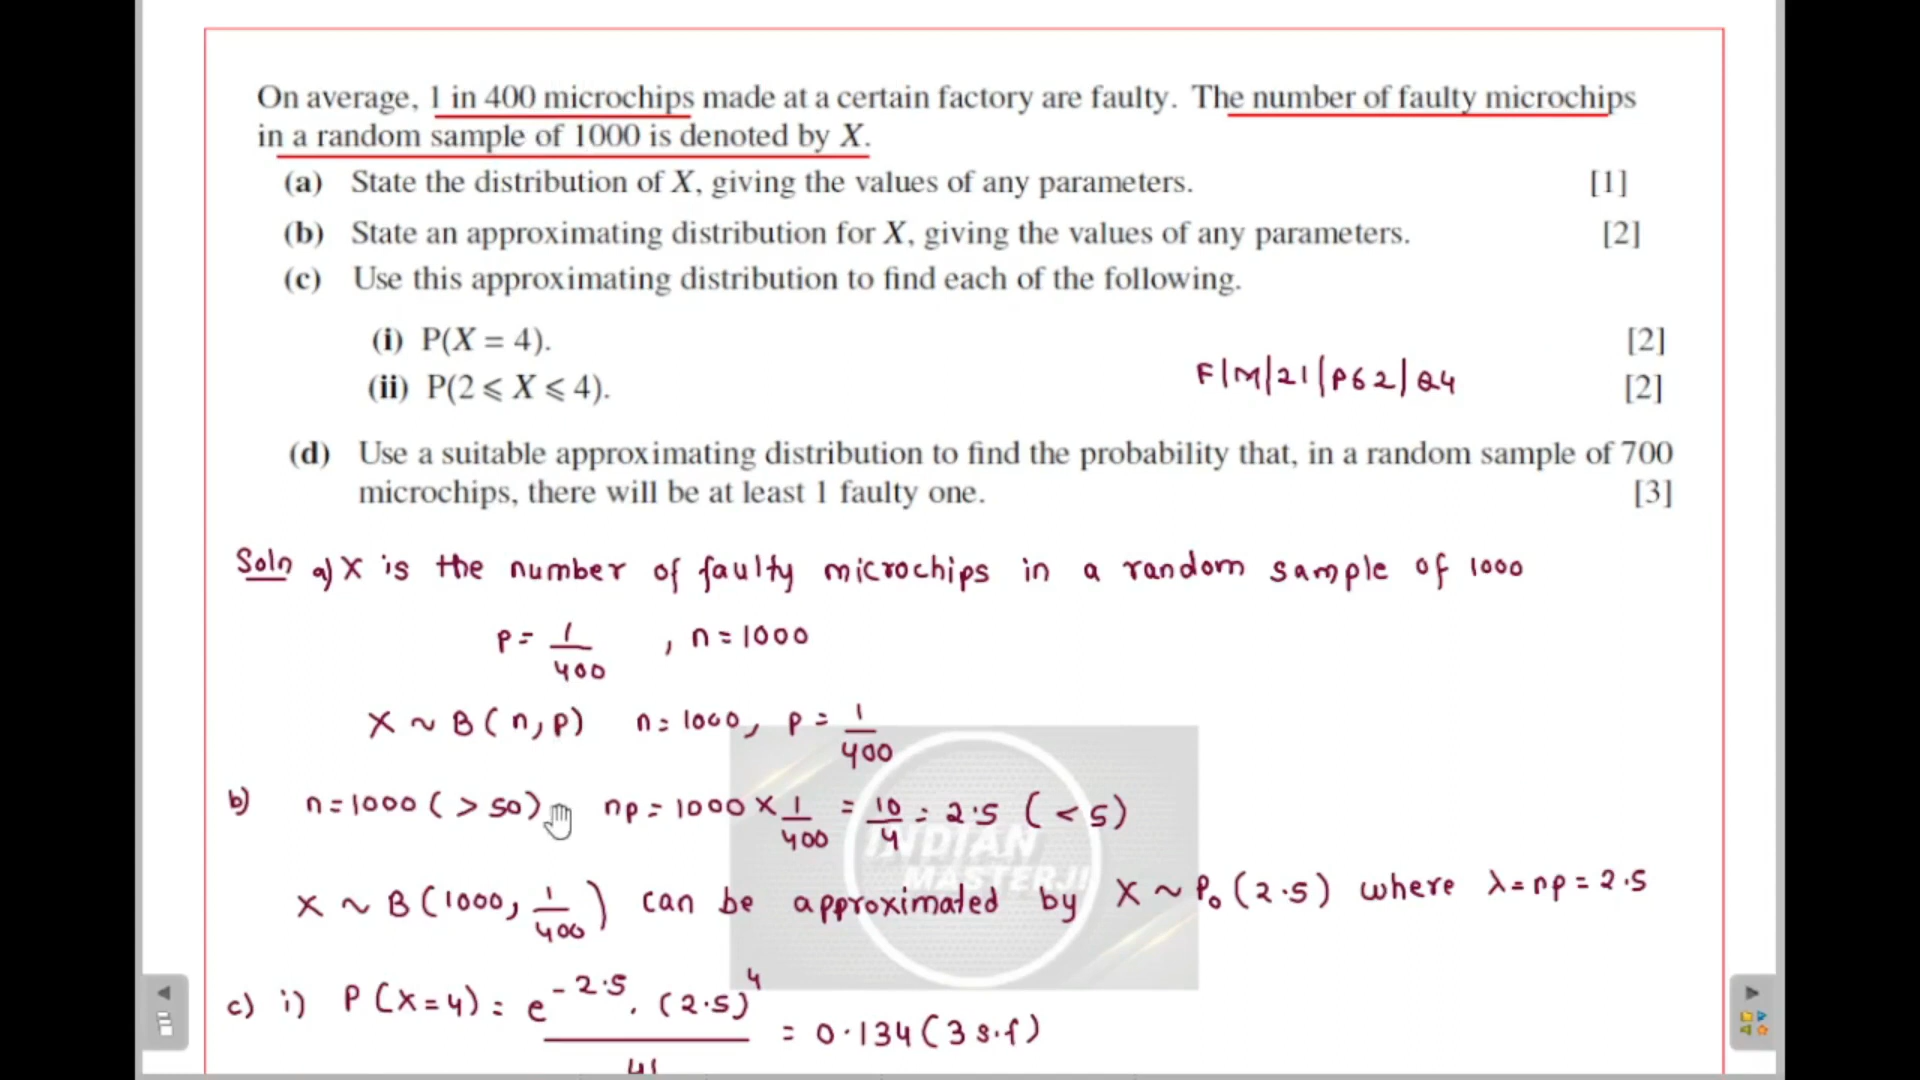 On average, 1 in 400 microchips made at a certain factory are faulty. The number of faulty microchips
in a random sample of 1000 is denoted by X.
(a) State the distribution of X, giving the values of any parameters. [1]
(b) State an approximating distribution for X, giving the values of any parameters. [2]
(c) Use this approximating distribution to find each of the following.
(i) P(X = 4). [2]
F|M|21|P62|Q4
(ii) P(2 ⩽ X ⩽ 4). [2]
(d) Use a suitable approximating distribution to find the probability that, in a random sample of 700
microchips, there will be at least 1 faulty one. [3]
Soln a) X is the number of faulty microchips in a random sample of 1000
P = 1/400 , n = 1000
X ~ B(n, p) n = 1000, p = 1/400
b) n = 1000 (> 50) np = 1000 × 1/400 = 10/4 = 2.5 (< 5)
INDIAN
MASTERJI
X ~ B(1000, 1/400) can be approximated by X ~ Po(2.5) where λ = np = 2.5
c) i) P(X = 4) = e^-2.5 . (2.5)^4 / 4! = 0.134 (3 s.f)